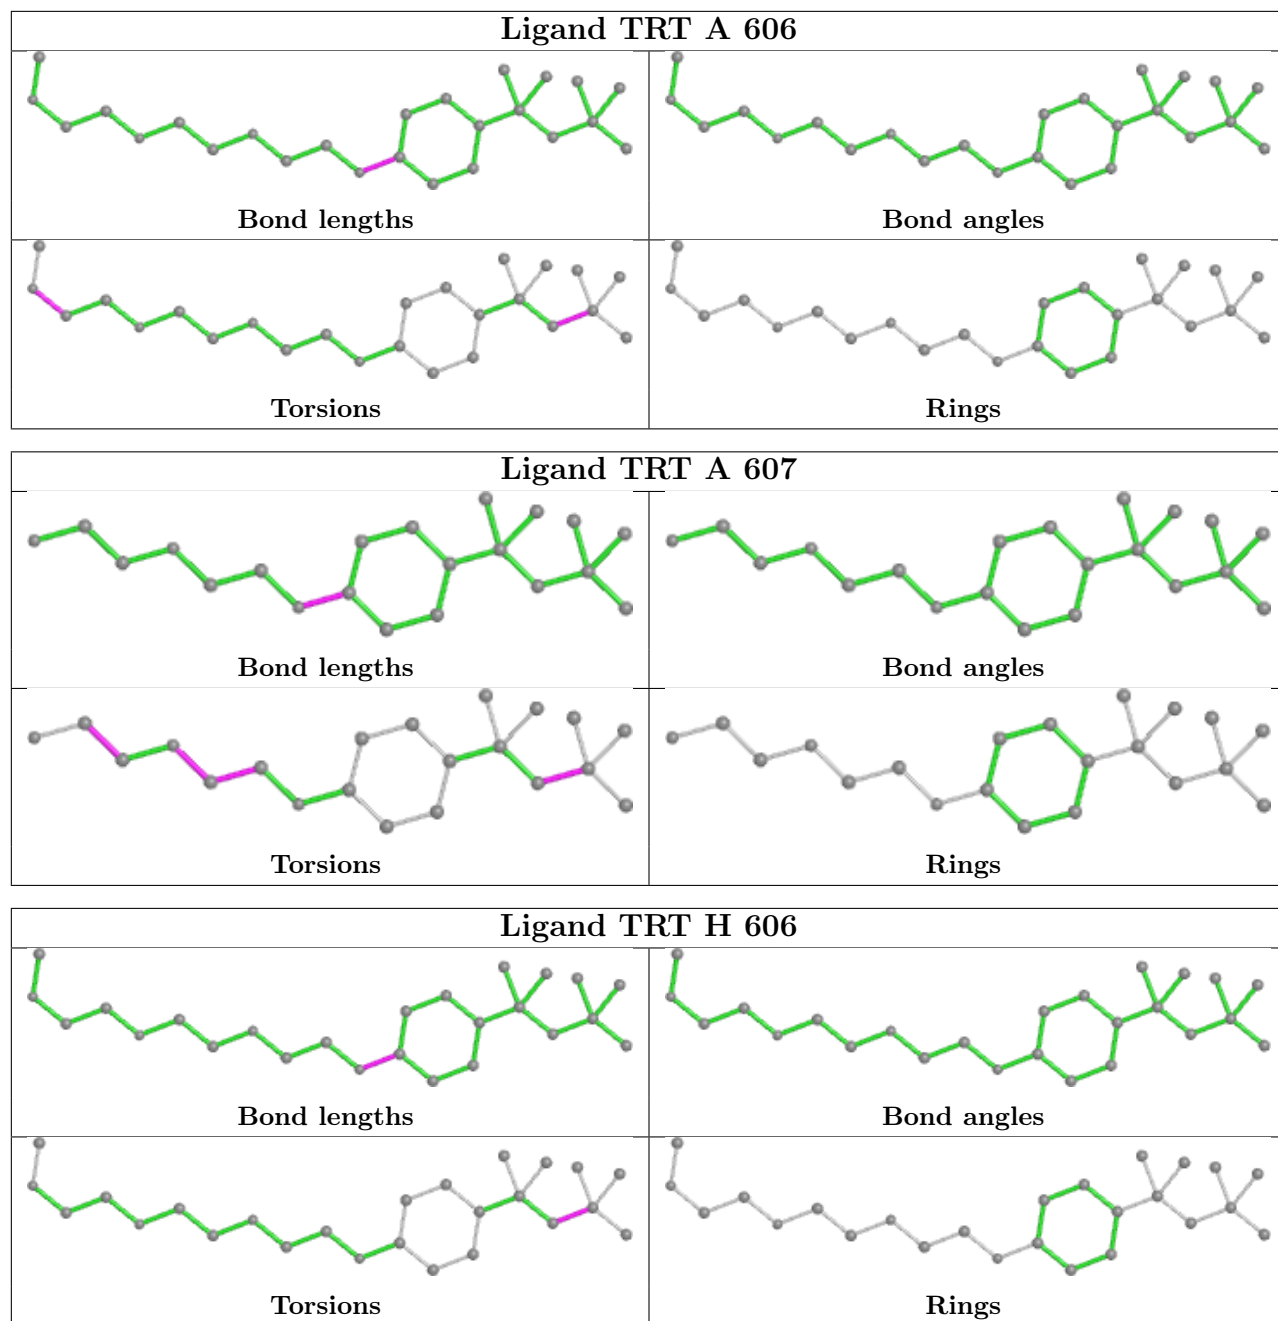 Ligand TRT A 606
Bond lengths
Bond angles
Torsions
Rings
Ligand TRT A 607
Bond lengths
Bond angles
Torsions
Rings
Ligand TRT H 606
Bond lengths
Bond angles
Torsions
Rings